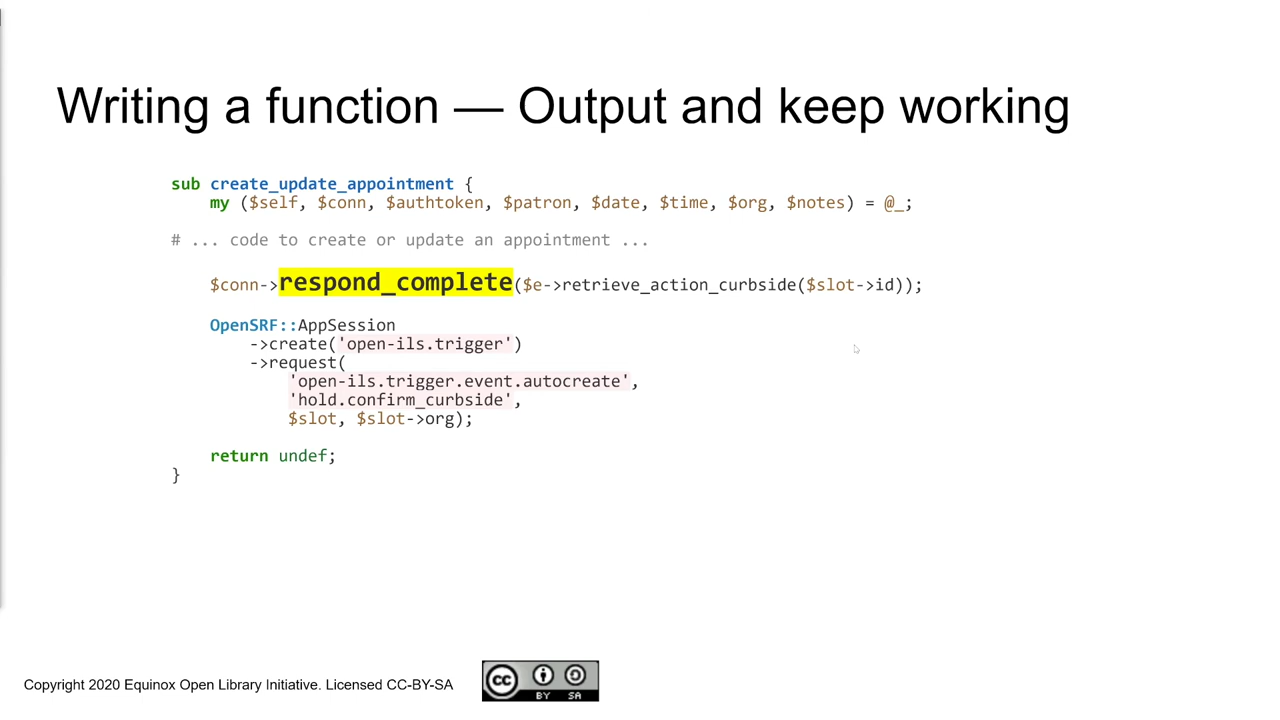 Writing a function — Output and keep working
sub create_update_appointment {
my ($self, $conn, $authtoken, $patron, $date, $time, $org, $notes) = @_;
# ... code to create or update an appointment ...
$conn->respond_complete($e->retrieve_action_curbside($slot->id));
OpenSRF::AppSession
->create('open-ils.trigger')
->request(
'open-ils.trigger.event.autocreate',
'hold.confirm_curbside',
$slot, $slot->org);
return undef;
}
Copyright 2020 Equinox Open Library Initiative. Licensed CC-BY-SA
cc
BY SA